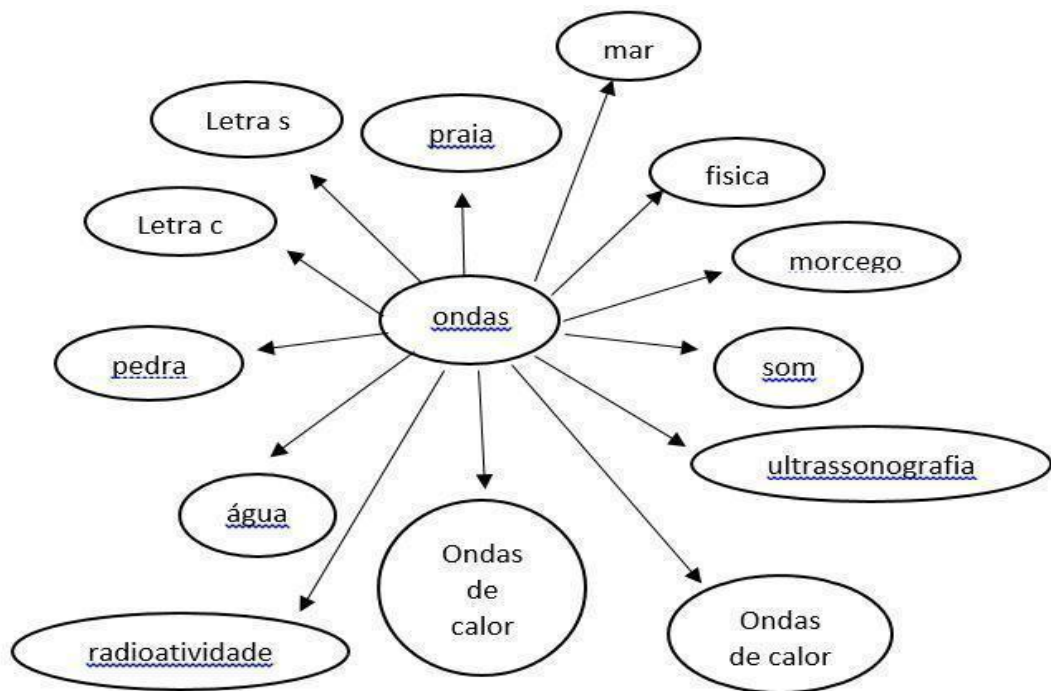 mar
Letra s
praia
fisica
Letra c
morcego
ondas
pedra
som
ultrassonografia
água
Ondas
de
calor
Ondas
de calor
radioatividade